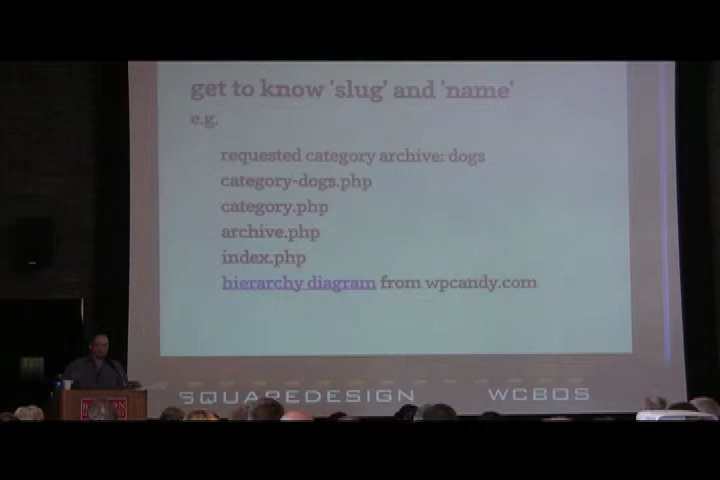 get to know 'slug' and 'name'
e.g.
requested category archive: dogs
category-dogs.php
category.php
archive.php
index.php
hierarchy diagram from wpcandy.com
SQUAREDESIGN WCBOS